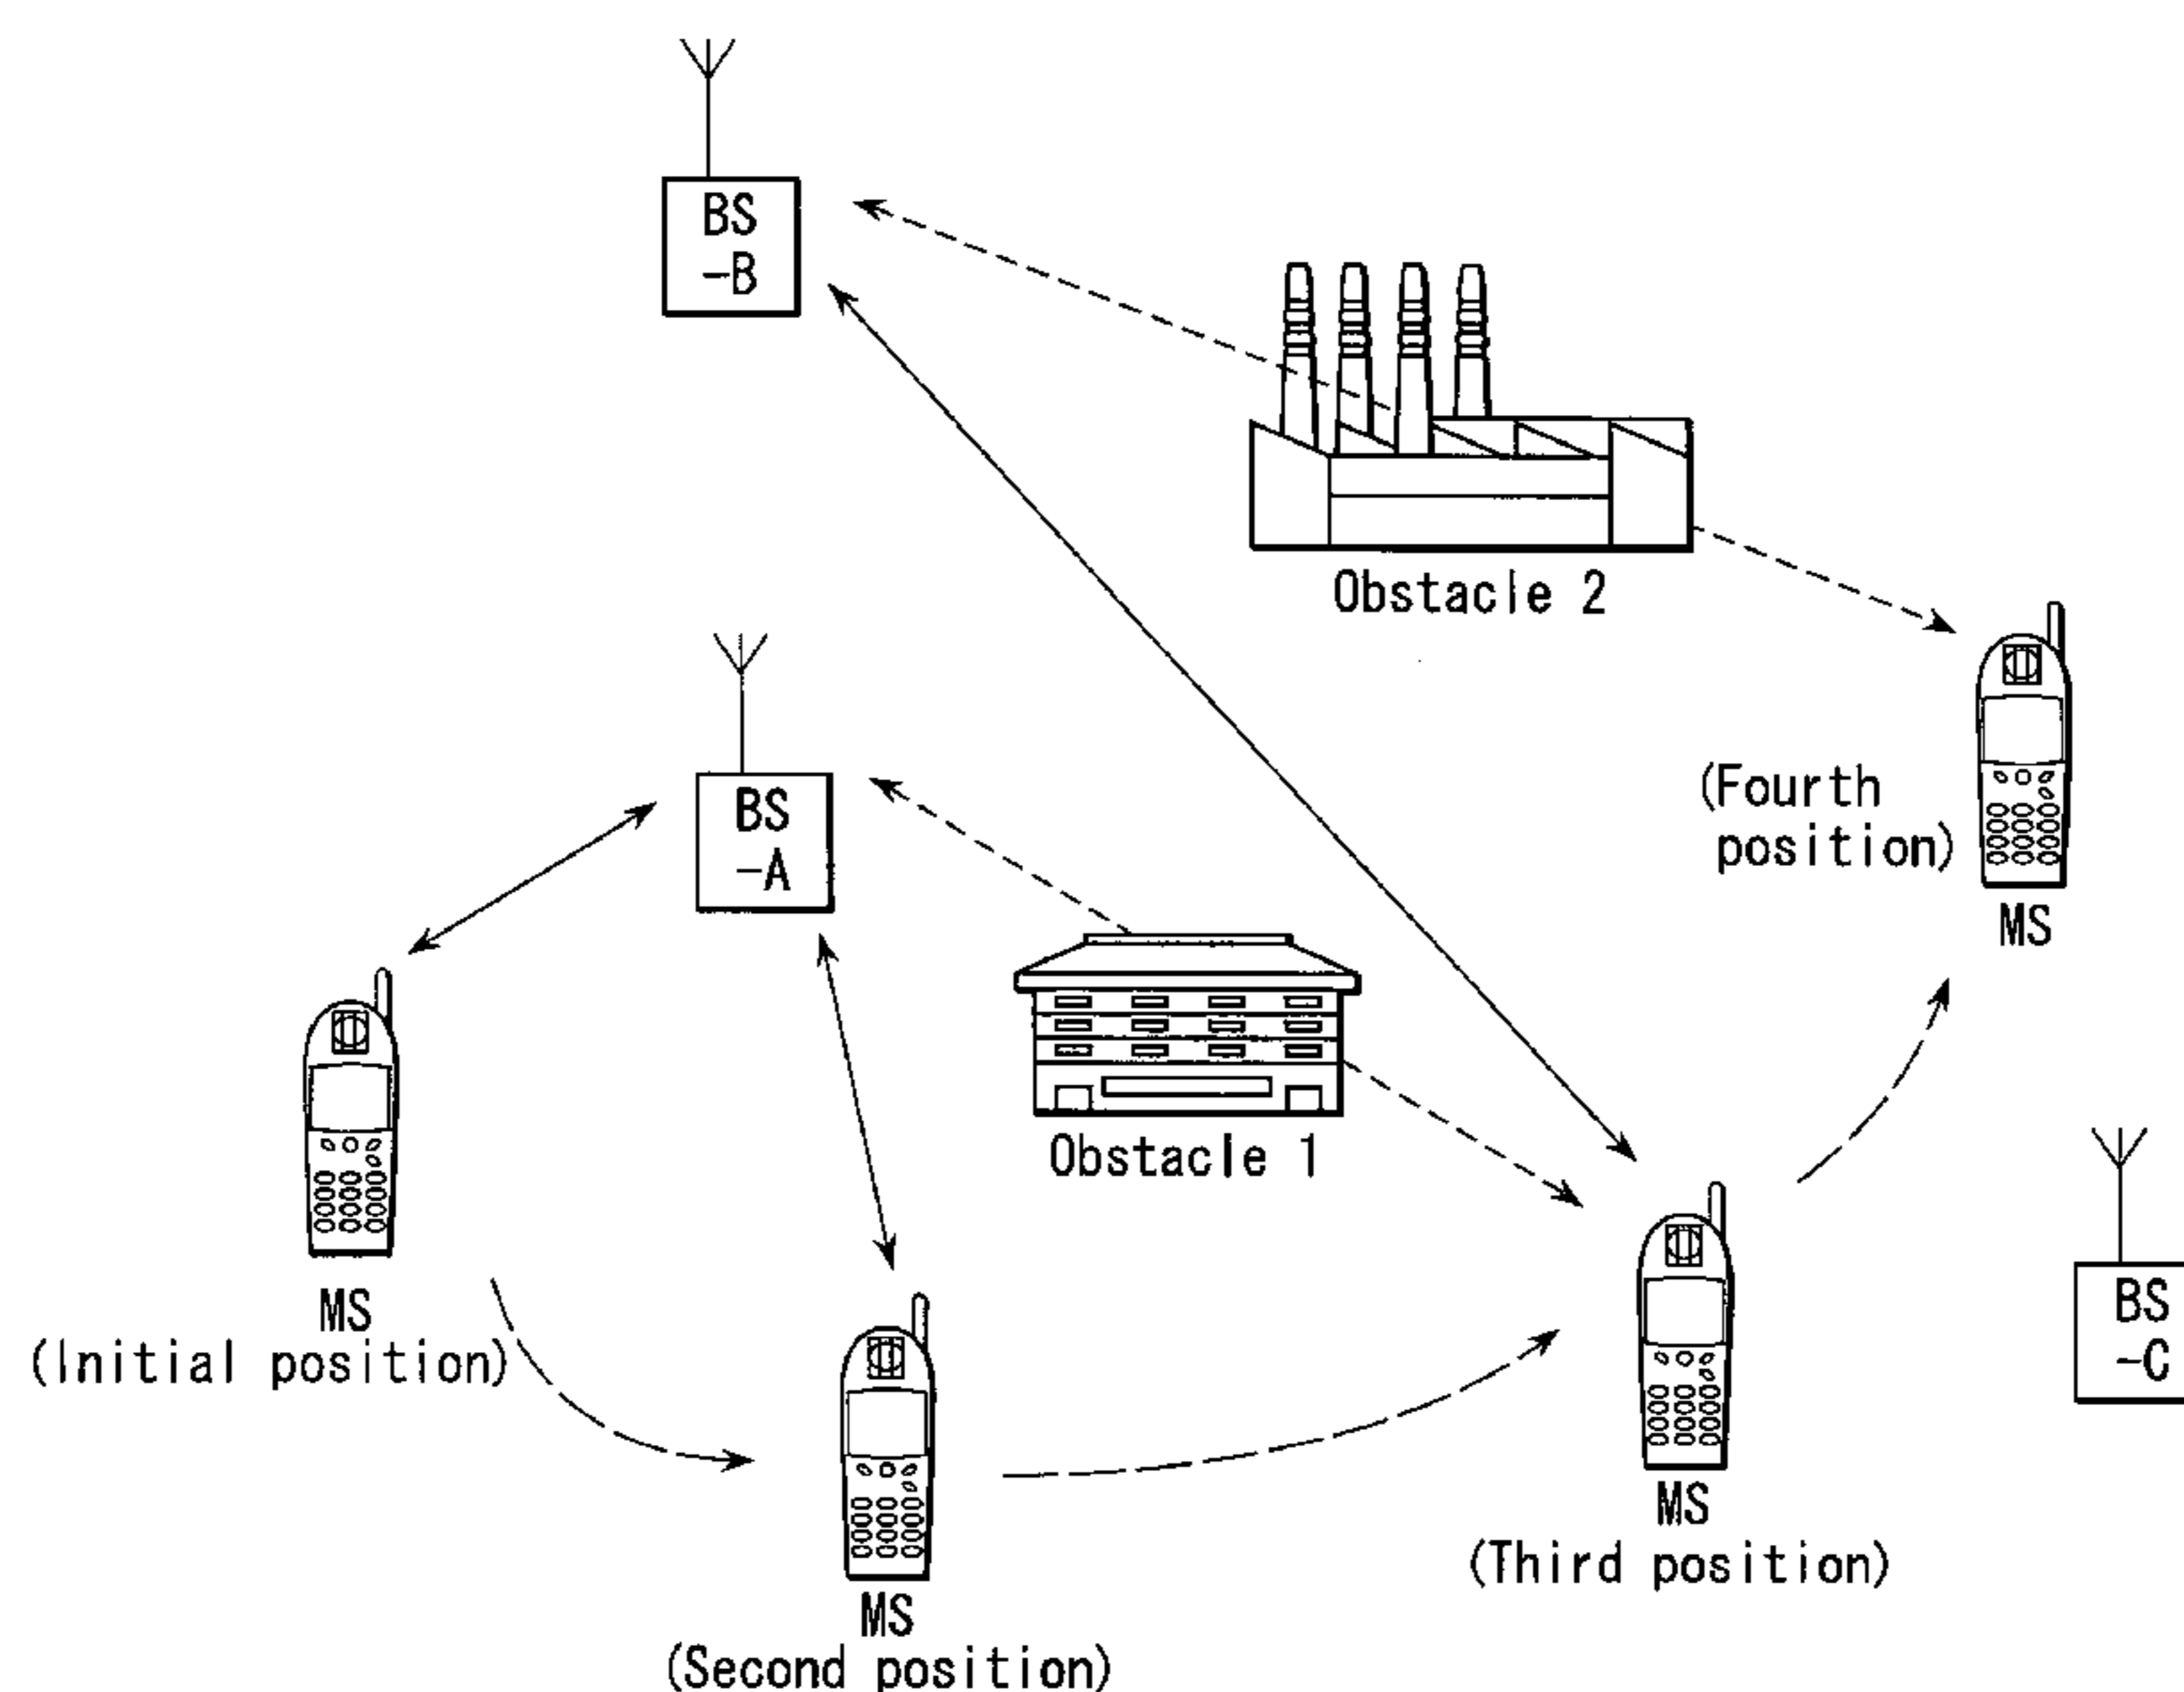 BS
-B
Obstacle 2
BS
-A
(Fourth
position)
MS
Obstacle 1
MS
(Initial position)
BS
-C
MS
(Third position)
MS
(Second position)